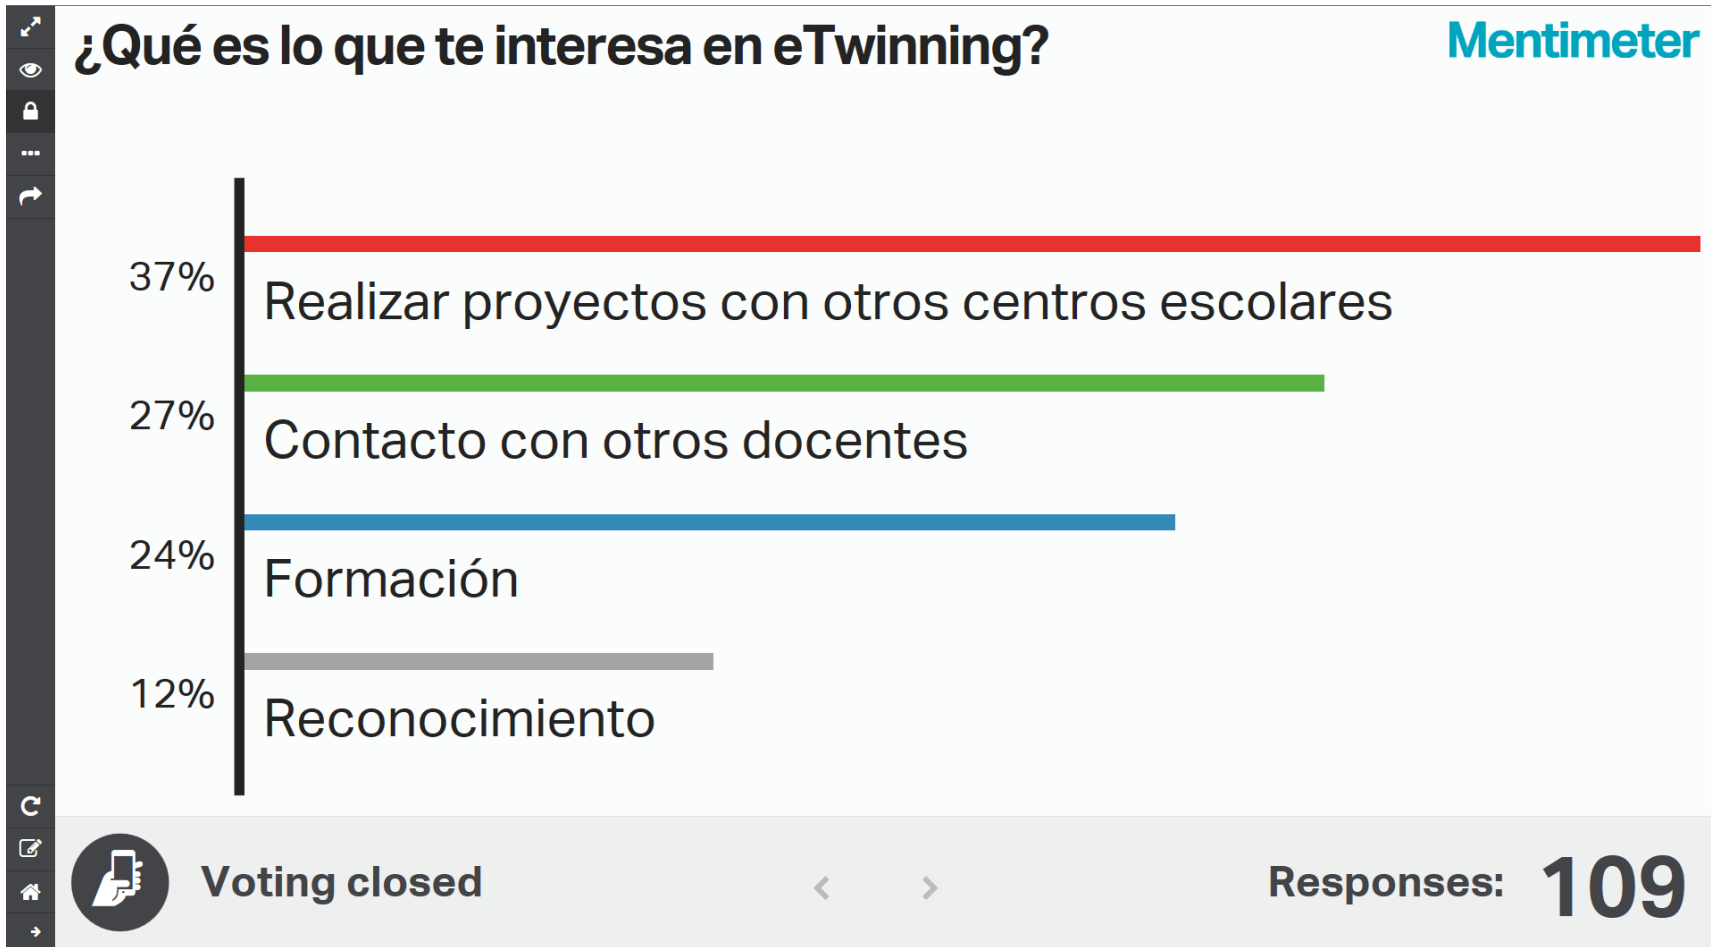 ¿Qué es lo que te interesa en eTwinning?
Mentimeter
37%
Realizar proyectos con otros centros escolares
27%
Contacto con otros docentes
24%
Formación
12%
Reconocimiento
Voting closed
Responses: 109